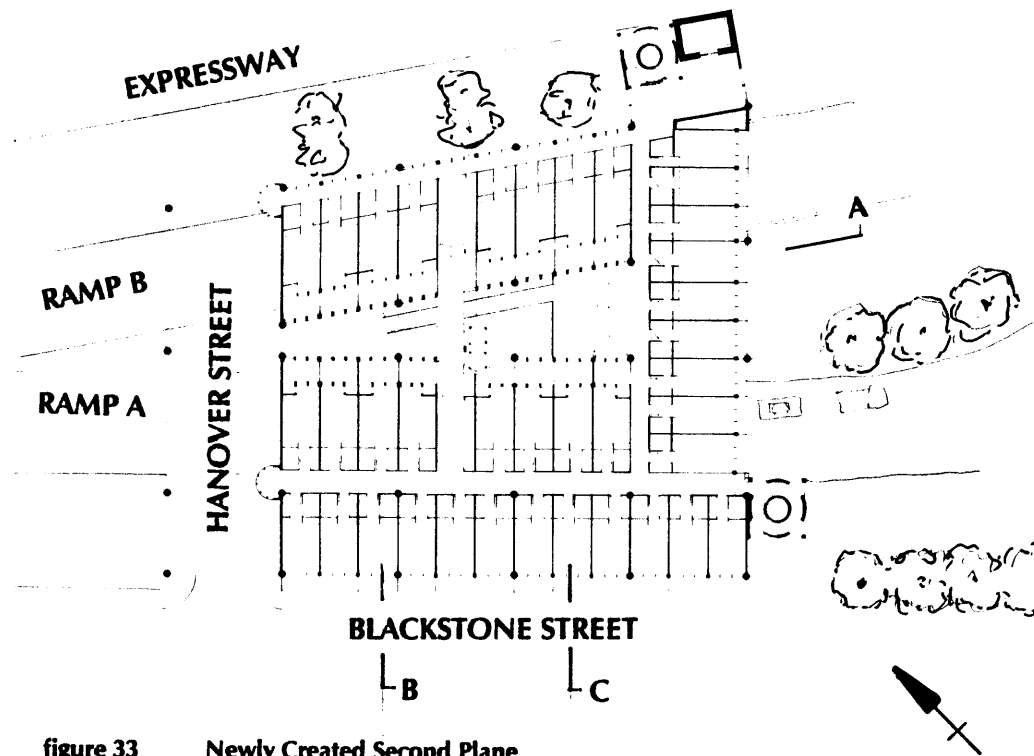 EXPRESSWAY
A
RAMP B
HANOVER STREET
RAMP A
BLACKSTONE STREET
B
C
figure 33 Newly Created Second Plane